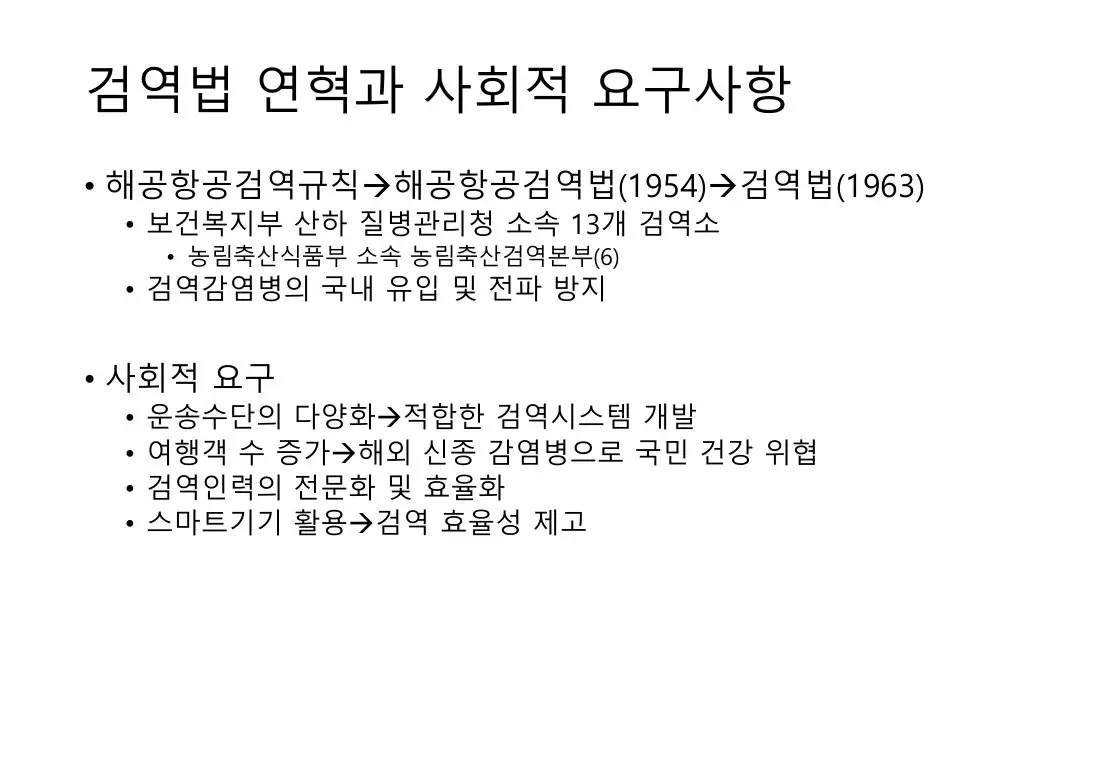 검역법 연혁과 사회적 요구사항
• 해공항공검역규칙→해공항공검역법(1954)→검역법(1963)
• 보건복지부 산하 질병관리청 소속 13개 검역소
• 농림축산식품부 소속 농림축산검역본부(6)
• 검역감염병의 국내 유입 및 전파 방지
• 사회적 요구
• 운송수단의 다양화→적합한 검역시스템 개발
• 여행객 수 증가→해외 신종 감염병으로 국민 건강 위협
• 검역인력의 전문화 및 효율화
• 스마트기기 활용→검역 효율성 제고